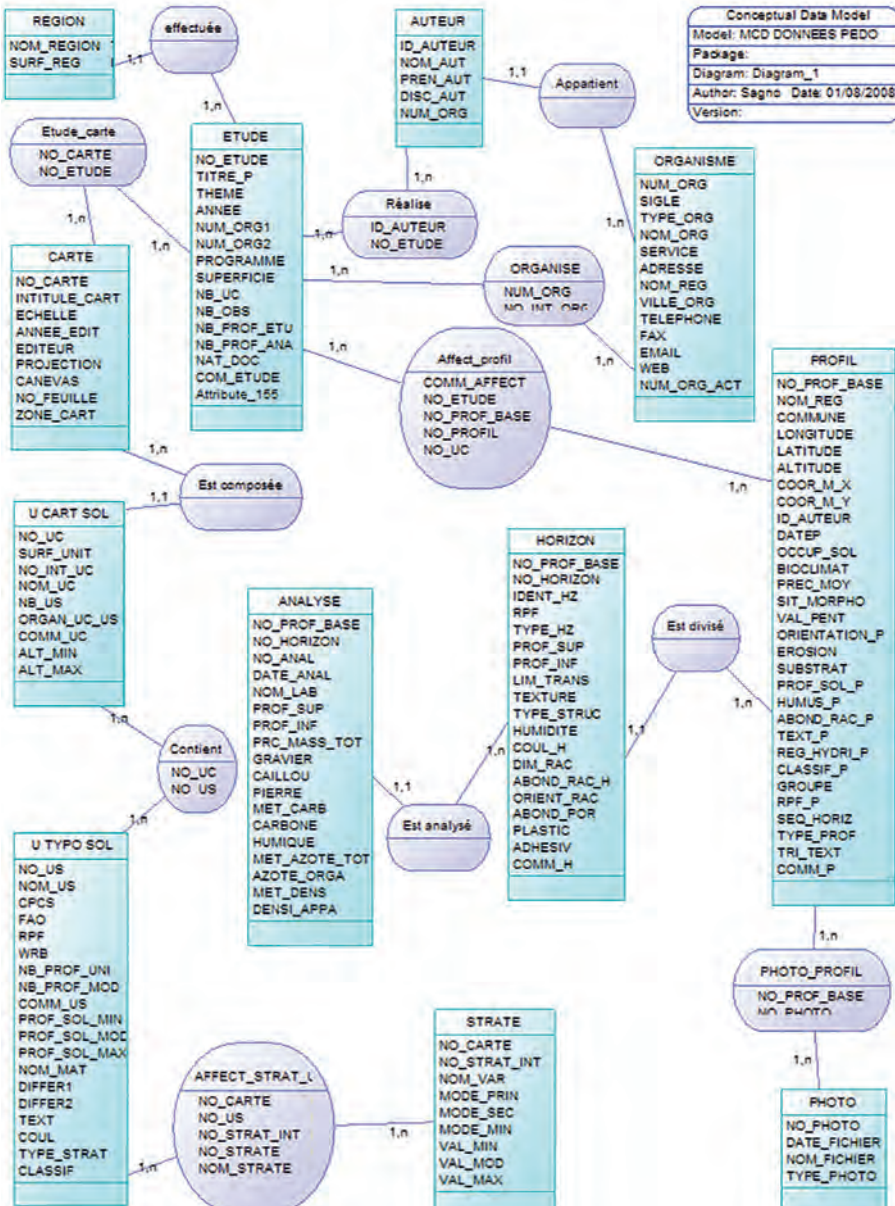 REGION
NOM_REGION
SURF_REG
1,1
effectuée
1,n
AUTEUR
ID_AUTEUR
NOM_AUT
PREN_AUT
DISC_AUT
NUM_ORG
1,1
Appartient
1,n
Conceptual Data Model
Model: MCD DONNEES PEDO
Package:
Diagram: Diagram_1
Author: Sagno Date: 01/08/2008
Version:
Etude_carte
NO_CARTE
NO_ETUDE
1,n
1,n
ETUDE
NO_ETUDE
TITRE_P
THEME
ANNEE
NUM_ORG1
NUM_ORG2
PROGRAMME
SUPERFICIE
NB_UC
NB_OBS
NB_PROF_ETU
NB_PROF_ANA
NAT_DOC
COM_ETUDE
Attribute_155
1,n
Réalise
ID_AUTEUR
NO_ETUDE
1,n
1,n
ORGANISE
NUM_ORG
NO_INT_ORG
1,n
ORGANISME
NUM_ORG
SIGLE
TYPE_ORG
NOM_ORG
SERVICE
ADRESSE
NOM_REG
VILLE_ORG
TELEPHONE
FAX
EMAIL
WEB
NUM_ORG_ACT
CARTE
NO_CARTE
INTITULE_CART
ECHELLE
ANNEE_EDIT
EDITEUR
PROJECTION
CANEVAS
NO_FEUILLE
ZONE_CART
1,n
Affect_profil
COMM_AFFECT
NO_ETUDE
NO_PROF_BASE
NO_PROFIL
NO_UC
1,n
PROFIL
NO_PROF_BASE
NOM_REG
COMMUNE
LONGITUDE
LATITUDE
ALTITUDE
COOR_M_X
COOR_M_Y
ID_AUTEUR
DATEP
OCCUP_SOL
BIOCLIMAT
PREC_MOY
SIT_MORPHO
VAL_PENT
ORIENTATION_P
EROSION
SUBSTRAT
PROF_SOL_P
HUMUS_P
ABOND_RAC_P
TEXT_P
REG_HYDRI_P
CLASSIF_P
GROUPE
RPF_P
SEQ_HORIZ
TYPE_PROF
TRI_TEXT
COMM_P
1,n
Est composée
1,1
U CART SOL
NO_UC
SURF_UNIT
NO_INT_UC
NOM_UC
NB_US
ORGAN_UC_US
COMM_UC
ALT_MIN
ALT_MAX
1,n
Contient
NO_UC
NO_US
1,n
ANALYSE
NO_PROF_BASE
NO_HORIZON
NO_ANAL
DATE_ANAL
NOM_LAB
PROF_SUP
PROF_INF
PRC_MASS_TOT
GRAVIER
CAILLOU
PIERRE
MET_CARB
CARBONE
HUMIQUE
MET_AZOTE_TOT
AZOTE_ORGA
MET_DENS
DENSI_APPA
1,1
Est analysé
1,n
HORIZON
NO_PROF_BASE
NO_HORIZON
IDENT_HZ
RPF
TYPE_HZ
PROF_SUP
PROF_INF
LIM_TRANS
TEXTURE
TYPE_STRUC
HUMIDITE
COUL_H
DIM_RAC
ABOND_RAC_H
ORIENT_RAC
ABOND_POR
PLASTIC
ADHESIV
COMM_H
1,1
Est divisé
1,n
U TYPO SOL
NO_US
NOM_US
CPCS
FAO
RPF
WRB
NB_PROF_UNI
NB_PROF_MOD
COMM_US
PROF_SOL_MIN
PROF_SOL_MOD
PROF_SOL_MAX
NOM_MAT
DIFFER1
DIFFER2
TEXT
COUL
TYPE_STRAT
CLASSIF
1,n
AFFECT_STRAT_U
NO_CARTE
NO_US
NO_STRAT_INT
NO_STRATE
NOM_STRATE
1,n
STRATE
NO_CARTE
NO_STRAT_INT
NOM_VAR
MODE_PRIN
MODE_SEC
MODE_MIN
VAL_MIN
VAL_MOD
VAL_MAX
1,n
PHOTO_PROFIL
NO_PROF_BASE
NO_PHOTO
1,n
PHOTO
NO_PHOTO
DATE_FICHIER
NOM_FICHIER
TYPE_PHOTO